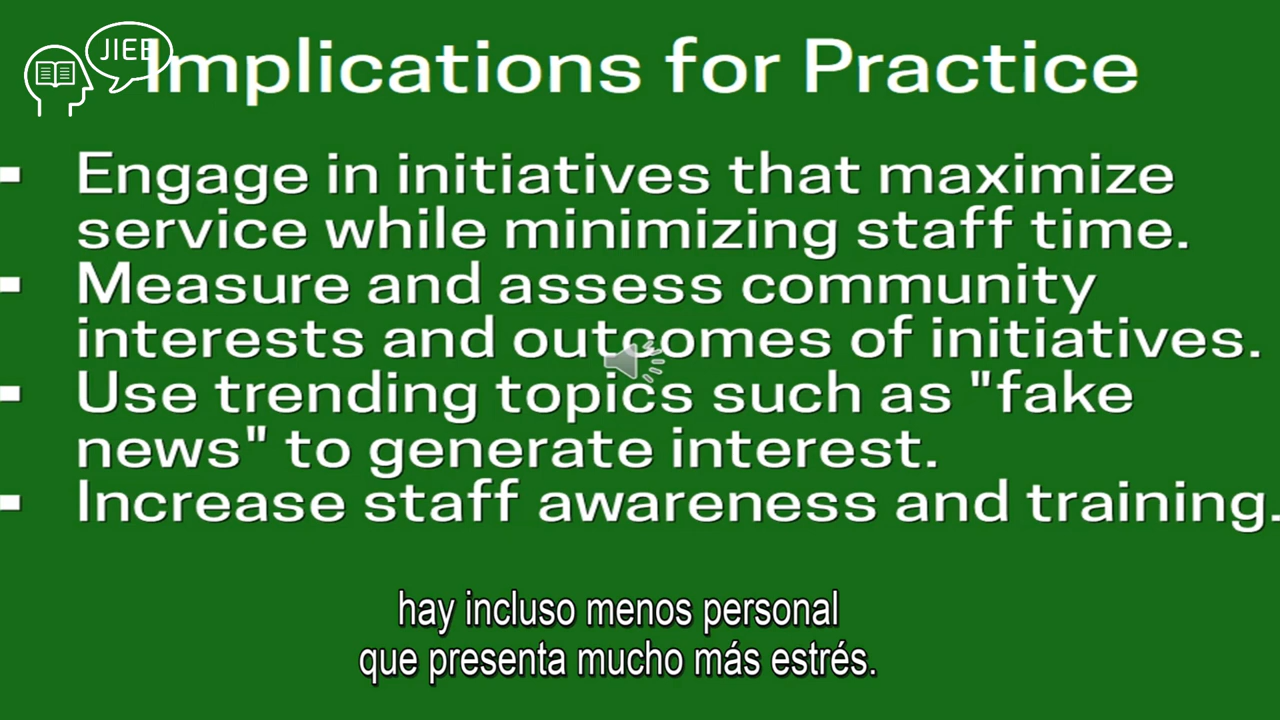 JIEB
Implications for Practice
Engage in initiatives that maximize
service while minimizing staff time.
Measure and assess community
interests and outcomes of initiatives.
Use trending topics such as "fake
news" to generate interest.
Increase staff awareness and training.
hay incluso menos personal
que presenta mucho más estrés.